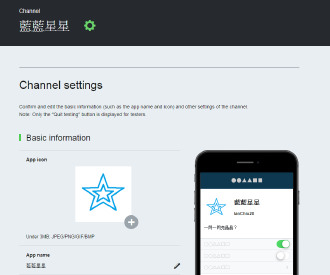 Channel
藍藍星星
Channel settings
Confirm and edit the basic information (such as the app name and icon) and other settings of the channel.
Note: Only the "Quit testing" button is displayed for testers.
Basic information
App icon
Under 3MB, JPEG/PNG/GIF/BMP
App name
藍藍星星
藍藍星星